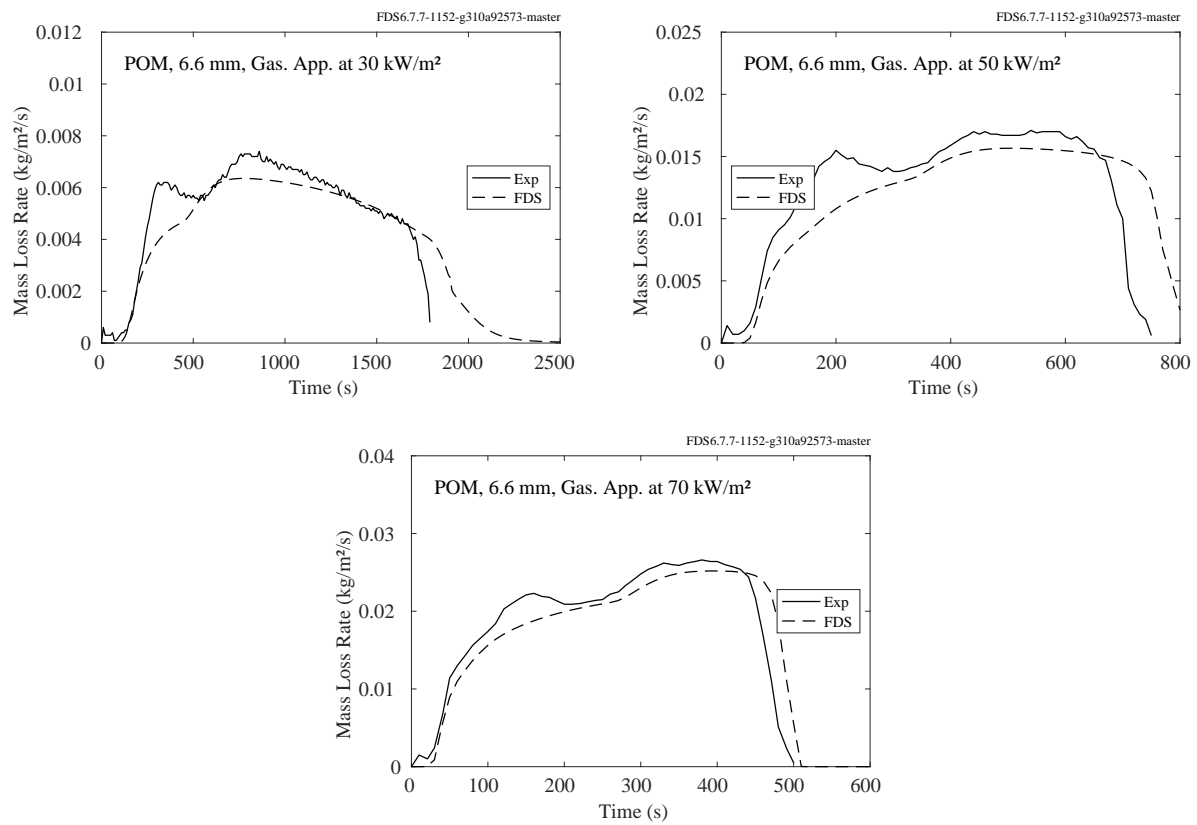 FDS6.7.7-1152-g310a92573-master
POM, 6.6 mm, Gas. App. at 30 kW/m²
Mass Loss Rate (kg/m²/s)
0.012
0.01
0.008
0.006
0.004
0.002
0
Exp
FDS
0 500 1000 1500 2000 2500
Time (s)
FDS6.7.7-1152-g310a92573-master
POM, 6.6 mm, Gas. App. at 50 kW/m²
Mass Loss Rate (kg/m²/s)
0.025
0.02
0.015
0.01
0.005
0
Exp
FDS
0 200 400 600 800
Time (s)
FDS6.7.7-1152-g310a92573-master
POM, 6.6 mm, Gas. App. at 70 kW/m²
Mass Loss Rate (kg/m²/s)
0.04
0.03
0.02
0.01
0
Exp
FDS
0 100 200 300 400 500 600
Time (s)